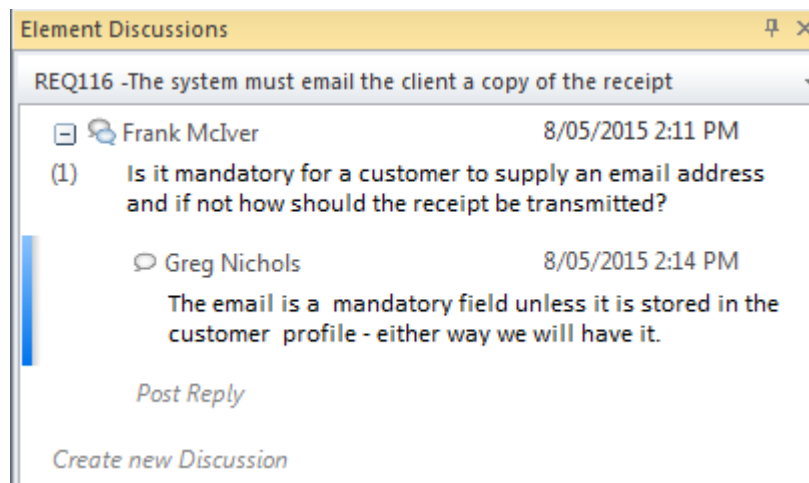 Element Discussions
REQ116 -The system must email the client a copy of the receipt
Frank McIver 8/05/2015 2:11 PM
(1) Is it mandatory for a customer to supply an email address
and if not how should the receipt be transmitted?
Greg Nichols 8/05/2015 2:14 PM
The email is a  mandatory field unless it is stored in the
customer  profile - either way we will have it.
Post Reply
Create new Discussion